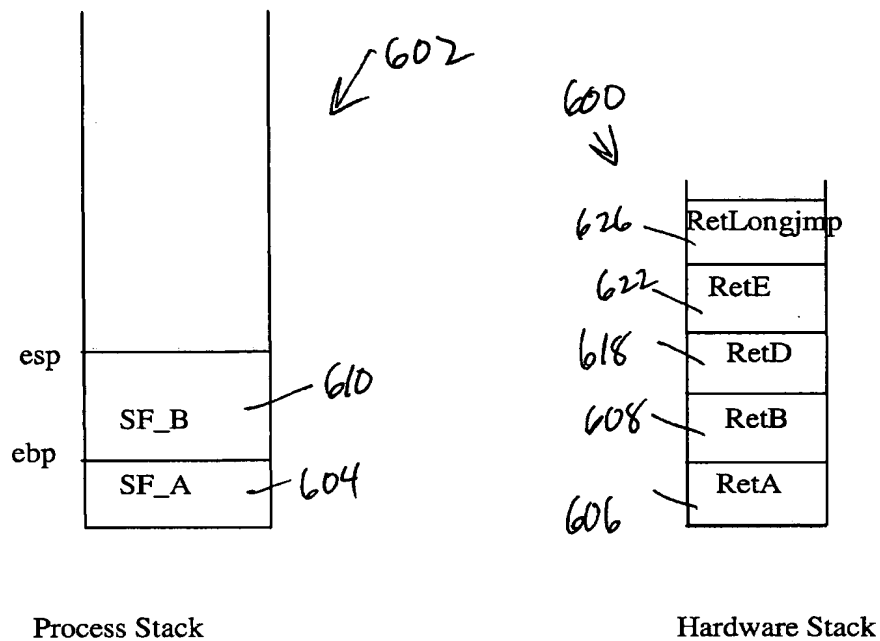 602
600
626
RetLongjmp
622
RetE
esp
618
RetD
610
SF_B
608
RetB
ebp
SF_A
604
RetA
606
Process Stack
Hardware Stack